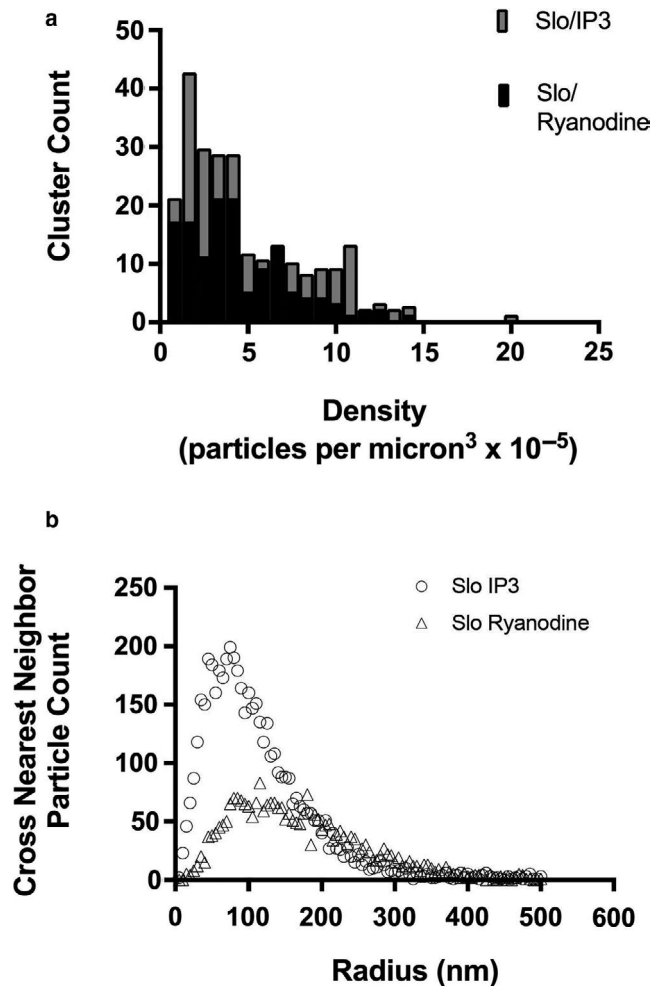 a
Slo/IP3
Slo/
Ryanodine
Cluster Count
50
40
30
20
10
0
0 5 10 15 20 25
Density
(particles per micron³ x 10⁻⁵)
b
Slo IP3
Slo Ryanodine
Cross Nearest Neighbor
Particle Count
250
200
150
100
50
0
0 100 200 300 400 500 600
Radius (nm)